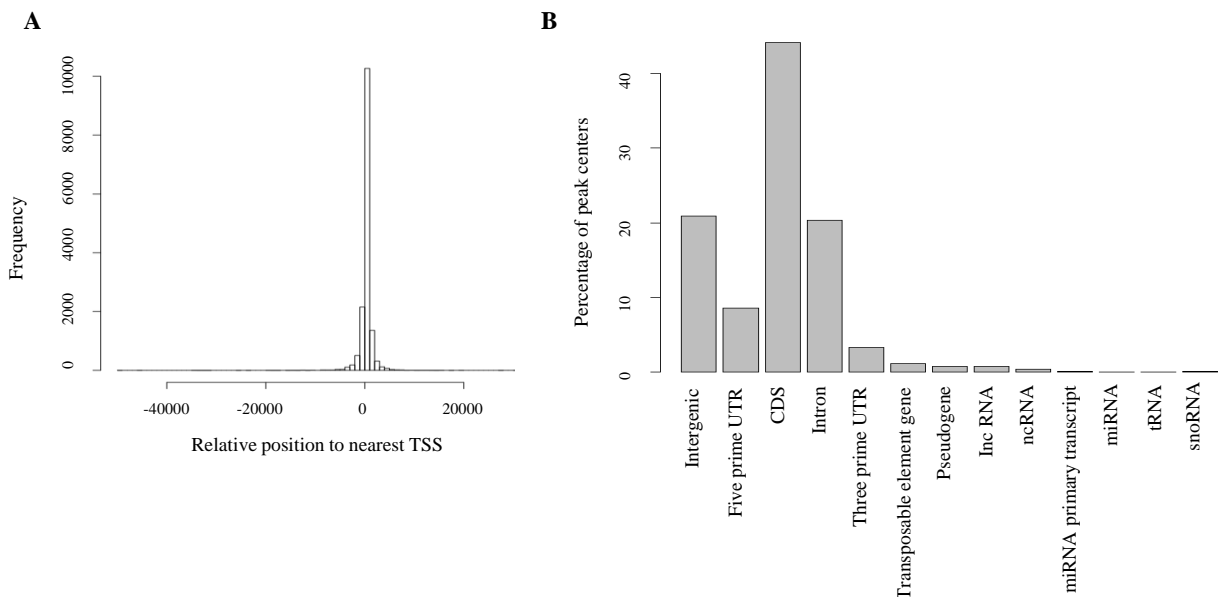 A
Frequency
0
2000
4000
6000
8000
10000
-40000
-20000
0
20000
Relative position to nearest TSS
B
Percentage of peak centers
0
10
20
30
40
Intergenic
Five prime UTR
CDS
Intron
Three prime UTR
Transposable element gene
Pseudogene
lnc RNA
ncRNA
miRNA primary transcript
miRNA
tRNA
snoRNA